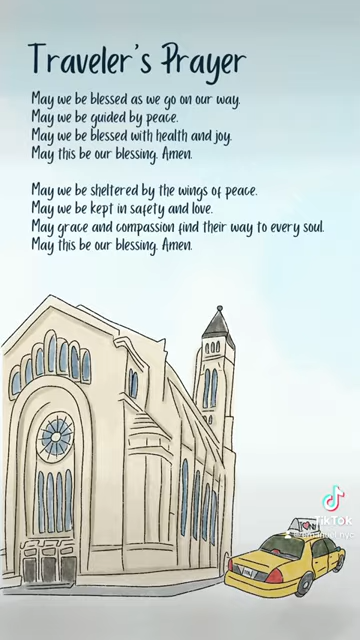 Traveler's Prayer
May we be blessed as we go on our way.
May we be guided by peace.
May we be blessed with health and joy.
May this be our blessing. Amen.
May we be sheltered by the wings of peace.
May we be kept in safety and love.
May grace and compassion find their way to every soul.
May this be our blessing. Amen.
TikTok